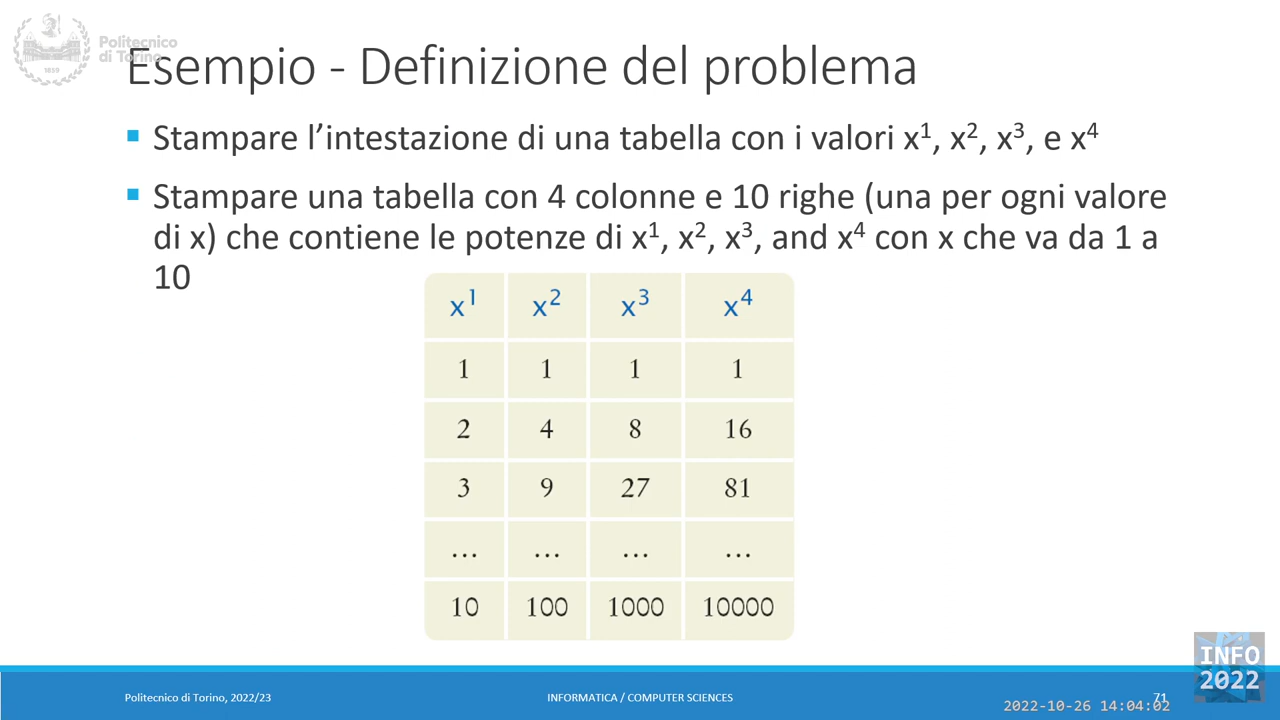 Politecnico
di Torino
1859
Esempio - Definizione del problema
Stampare l’intestazione di una tabella con i valori x¹, x², x³, e x⁴
Stampare una tabella con 4 colonne e 10 righe (una per ogni valore
di x) che contiene le potenze di x¹, x², x³, and x⁴ con x che va da 1 a
10
x¹ x² x³ x⁴
1 1 1 1
2 4 8 16
3 9 27 81
... ... ... ...
10 100 1000 10000
Politecnico di Torino, 2022/23
INFORMATICA / COMPUTER SCIENCES
71
INFO
2022
2022-10-26 14:04:02